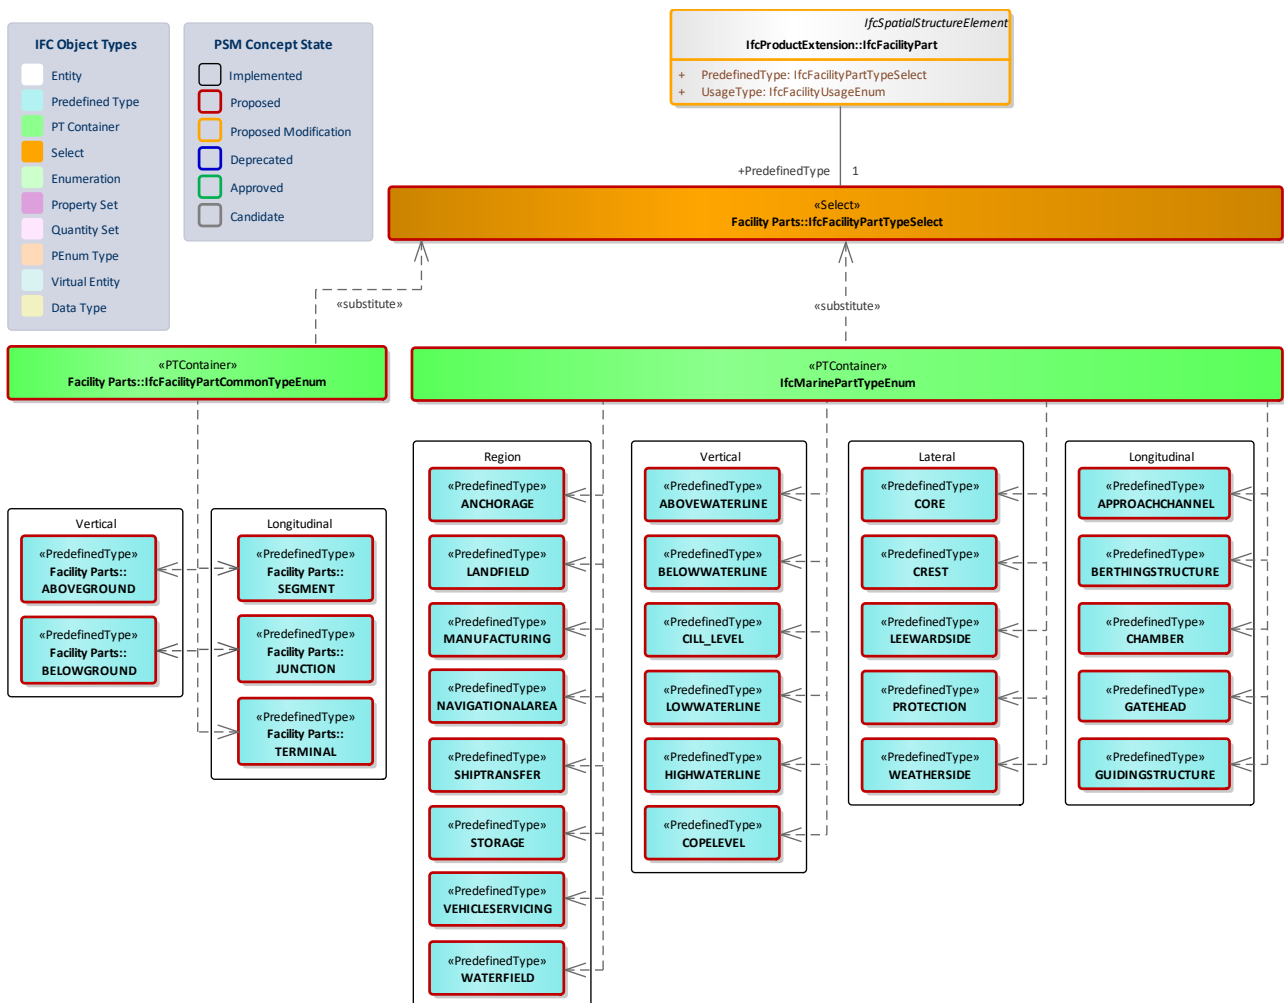 IFC Object Types
Entity
Predefined Type
PT Container
Select
Enumeration
Property Set
Quantity Set
PEnum Type
Virtual Entity
Data Type
PSM Concept State
Implemented
Proposed
Proposed Modification
Deprecated
Approved
Candidate
IfcSpatialStructureElement
IfcProductExtension::IfcFacilityPart
+ PredefinedType: IfcFacilityPartTypeSelect
+ UsageType: IfcFacilityUsageEnum
+PredefinedType 1
«Select»
Facility Parts::IfcFacilityPartTypeSelect
«substitute»
«substitute»
«PTContainer»
Facility Parts::IfcFacilityPartCommonTypeEnum
«PTContainer»
IfcMarinePartTypeEnum
Vertical
«PredefinedType»
Facility Parts::
ABOVEGROUND
«PredefinedType»
Facility Parts::
BELOWGROUND
Longitudinal
«PredefinedType»
Facility Parts::
SEGMENT
«PredefinedType»
Facility Parts::
JUNCTION
«PredefinedType»
Facility Parts::
TERMINAL
Region
«PredefinedType»
ANCHORAGE
«PredefinedType»
LANDFIELD
«PredefinedType»
MANUFACTURING
«PredefinedType»
NAVIGATIONALAREA
«PredefinedType»
SHIPTRANSFER
«PredefinedType»
STORAGE
«PredefinedType»
VEHICLESERVICING
«PredefinedType»
WATERFIELD
Vertical
«PredefinedType»
ABOVEWATERLINE
«PredefinedType»
BELOWWATERLINE
«PredefinedType»
CILL_LEVEL
«PredefinedType»
LOWWATERLINE
«PredefinedType»
HIGHWATERLINE
«PredefinedType»
COPELEVEL
Lateral
«PredefinedType»
CORE
«PredefinedType»
CREST
«PredefinedType»
LEEWARDSIDE
«PredefinedType»
PROTECTION
«PredefinedType»
WEATHERSIDE
Longitudinal
«PredefinedType»
APPROACHCHANNEL
«PredefinedType»
BERTHINGSTRUCTURE
«PredefinedType»
CHAMBER
«PredefinedType»
GATEHEAD
«PredefinedType»
GUIDINGSTRUCTURE